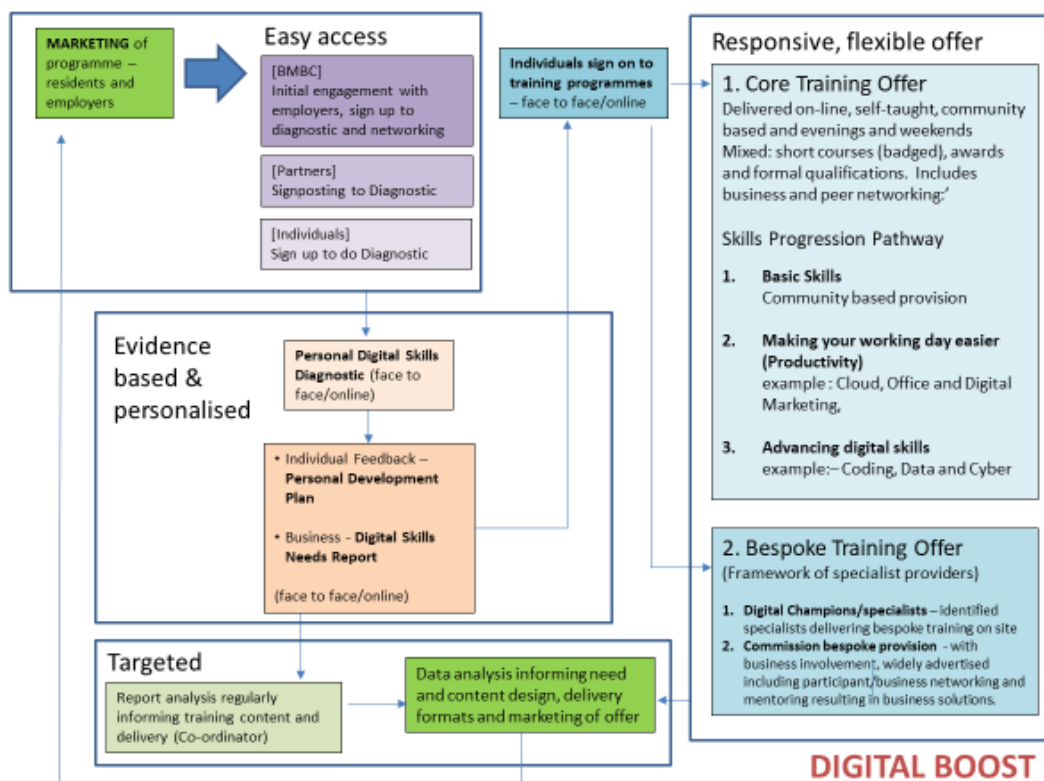 MARKETING of
programme –
residents and
employers
Easy access
[BMBC]
Initial engagement with
employers, sign up to
diagnostic and networking
[Partners]
Signposting to Diagnostic
[Individuals]
Sign up to do Diagnostic
Individuals sign on to
training programmes
– face to face/online
Evidence
based &
personalised
Personal Digital Skills
Diagnostic (face to
face/online)
• Individual Feedback –
Personal Development
Plan
• Business - Digital Skills
Needs Report
(face to face/online)
Targeted
Report analysis regularly
informing training content and
delivery (Co-ordinator)
Data analysis informing need
and content design, delivery
formats and marketing of offer
Responsive, flexible offer
1. Core Training Offer
Delivered on-line, self-taught, community
based and evenings and weekends
Mixed: short courses (badged), awards
and formal qualifications. Includes
business and peer networking:’
Skills Progression Pathway
1. Basic Skills
Community based provision
2. Making your working day easier
(Productivity)
example : Cloud, Office and Digital
Marketing,
3. Advancing digital skills
example:– Coding, Data and Cyber
2. Bespoke Training Offer
(Framework of specialist providers)
1. Digital Champions/specialists – identified
specialists delivering bespoke training on site
2. Commission bespoke provision - with
business involvement, widely advertised
including participant/business networking and
mentoring resulting in business solutions.
DIGITAL BOOST